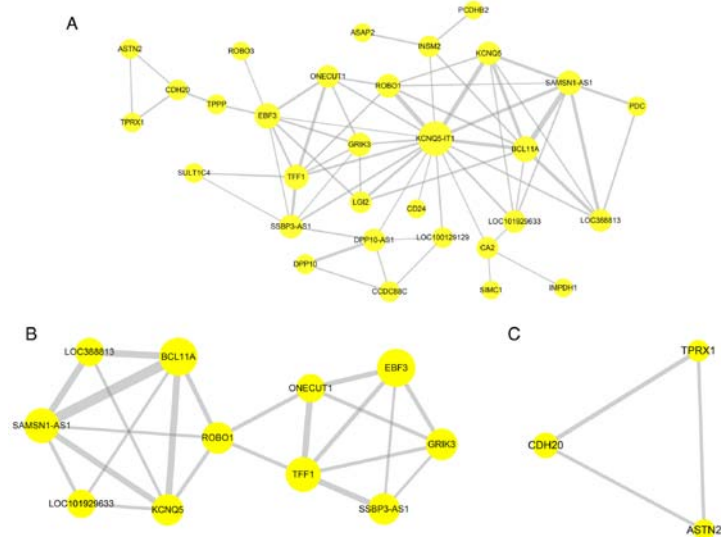 A
PCDHB2
ASTN2
ROBO3
ASAP2
INSM2
KCNQ5
ONECUT1
ROBO1
SAMSN1-AS1
CDH20
TPPP
PDC
EBF3
TPRX1
KCNQ5-IT1
GRIK3
BCL11A
SULT1C4
TFF1
LGI2
CD24
SSBP3-AS1
LOC101929633
LOC388813
DPP10-AS1
LOC100129129
CA2
DPP10
CCDC88C
SIMC1
IMPDH1
B
C
LOC388813
BCL11A
EBF3
TPRX1
ONECUT1
SAMSN1-AS1
ROBO1
GRIK3
CDH20
TFF1
LOC101929633
KCNQ5
SSBP3-AS1
ASTN2